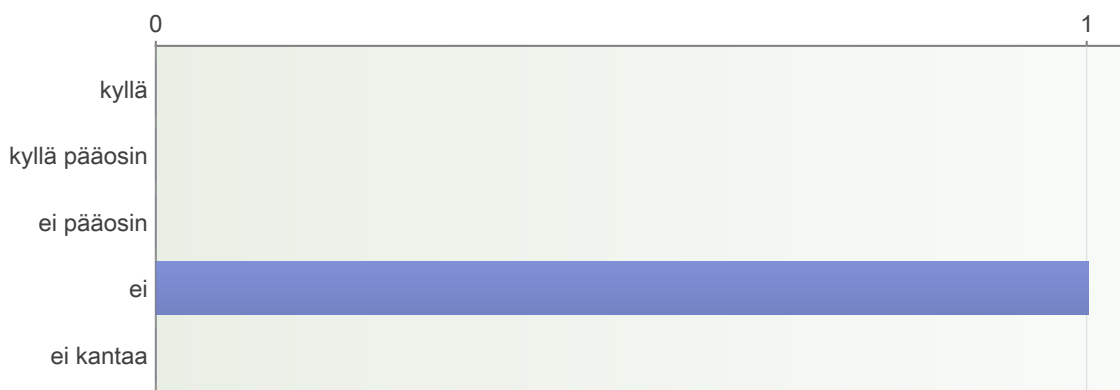 0 1
kyllä
kyllä pääosin
ei pääosin
ei
ei kantaa